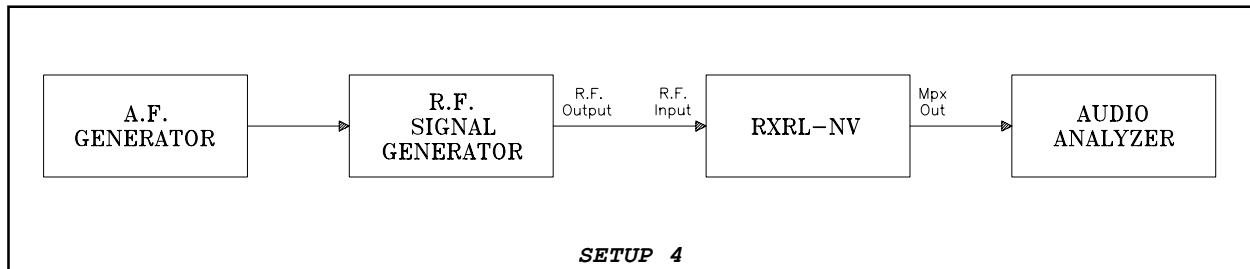 A.F.
GENERATOR
R.F.
SIGNAL
GENERATOR
R.F.
Output
R.F.
Input
RXRL-NV
Mpx
Out
AUDIO
ANALYZER
SETUP 4